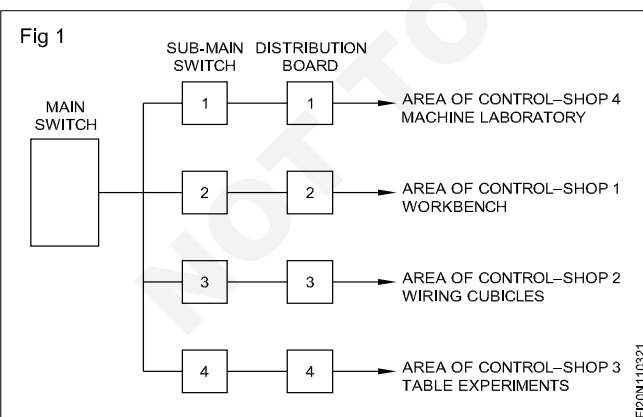 Fig 1
SUB-MAIN
SWITCH
DISTRIBUTION
BOARD
MAIN
SWITCH
1
1
AREA OF CONTROL–SHOP 4
MACHINE LABORATORY
2
2
AREA OF CONTROL–SHOP 1
WORKBENCH
3
3
AREA OF CONTROL–SHOP 2
WIRING CUBICLES
4
4
AREA OF CONTROL–SHOP 3
TABLE EXPERIMENTS
NOT TO